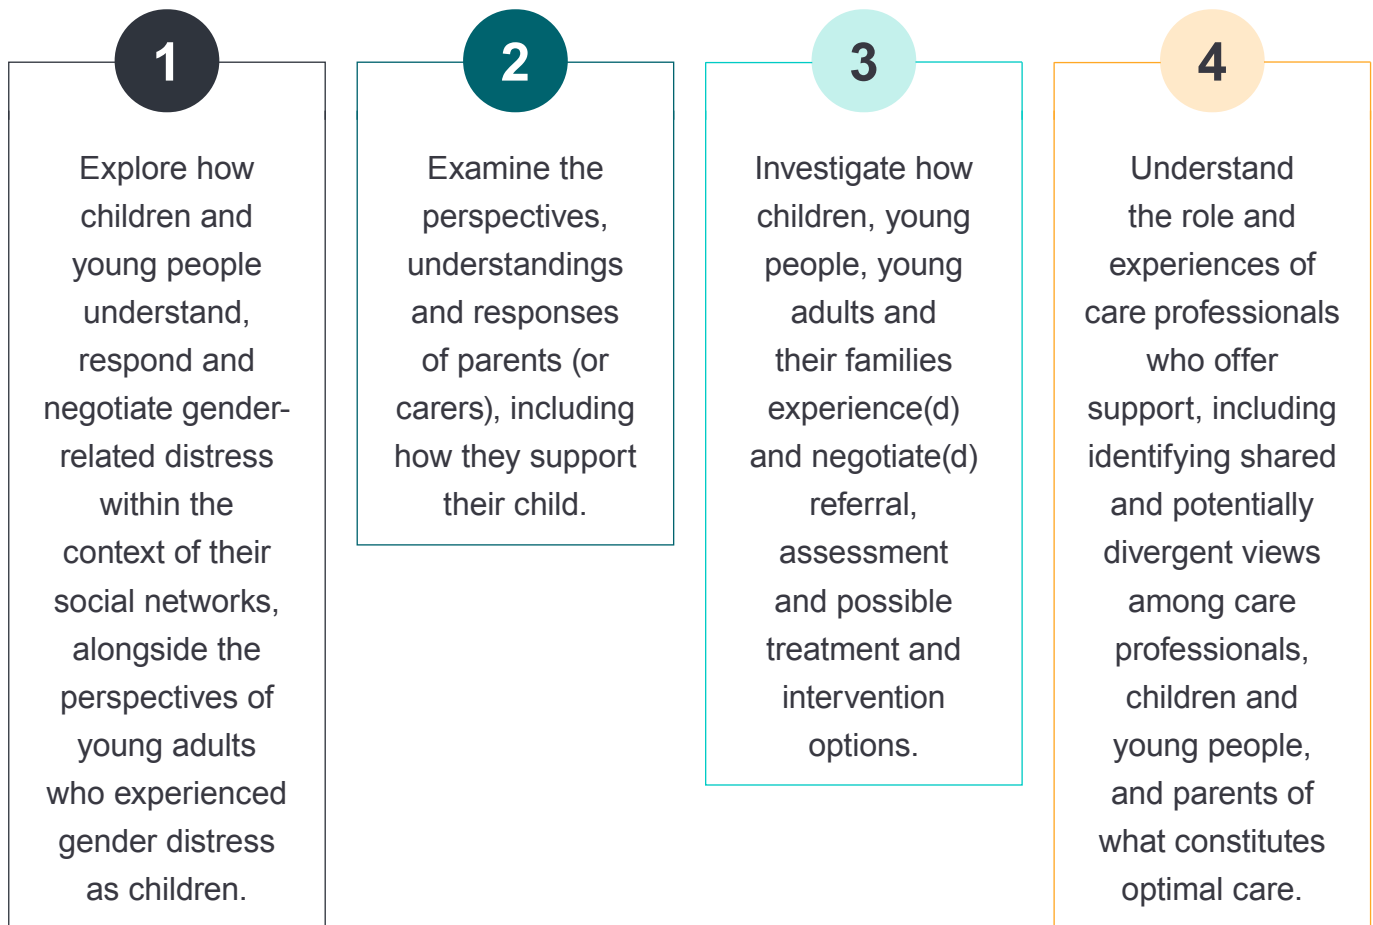 1
Explore how
children and
young people
understand,
respond and
negotiate gender-
related distress
within the
context of their
social networks,
alongside the
perspectives of
young adults
who experienced
gender distress
as children.
2
Examine the
perspectives,
understandings
and responses
of parents (or
carers), including
how they support
their child.
3
Investigate how
children, young
people, young
adults and
their families
experience(d)
and negotiate(d)
referral,
assessment
and possible
treatment and
intervention
options.
4
Understand
the role and
experiences of
care professionals
who offer
support, including
identifying shared
and potentially
divergent views
among care
professionals,
children and
young people,
and parents of
what constitutes
optimal care.